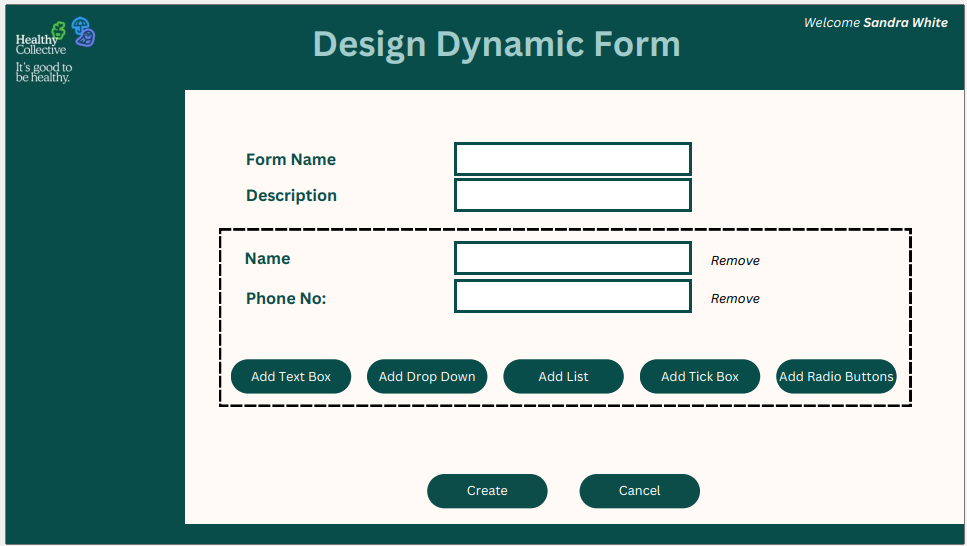 Healthy
Collective
It's good to
be healthy.
Design Dynamic Form
Welcome Sandra White
Form Name
Description
Name
Remove
Phone No:
Remove
Add Text Box
Add Drop Down
Add List
Add Tick Box
Add Radio Buttons
Create
Cancel